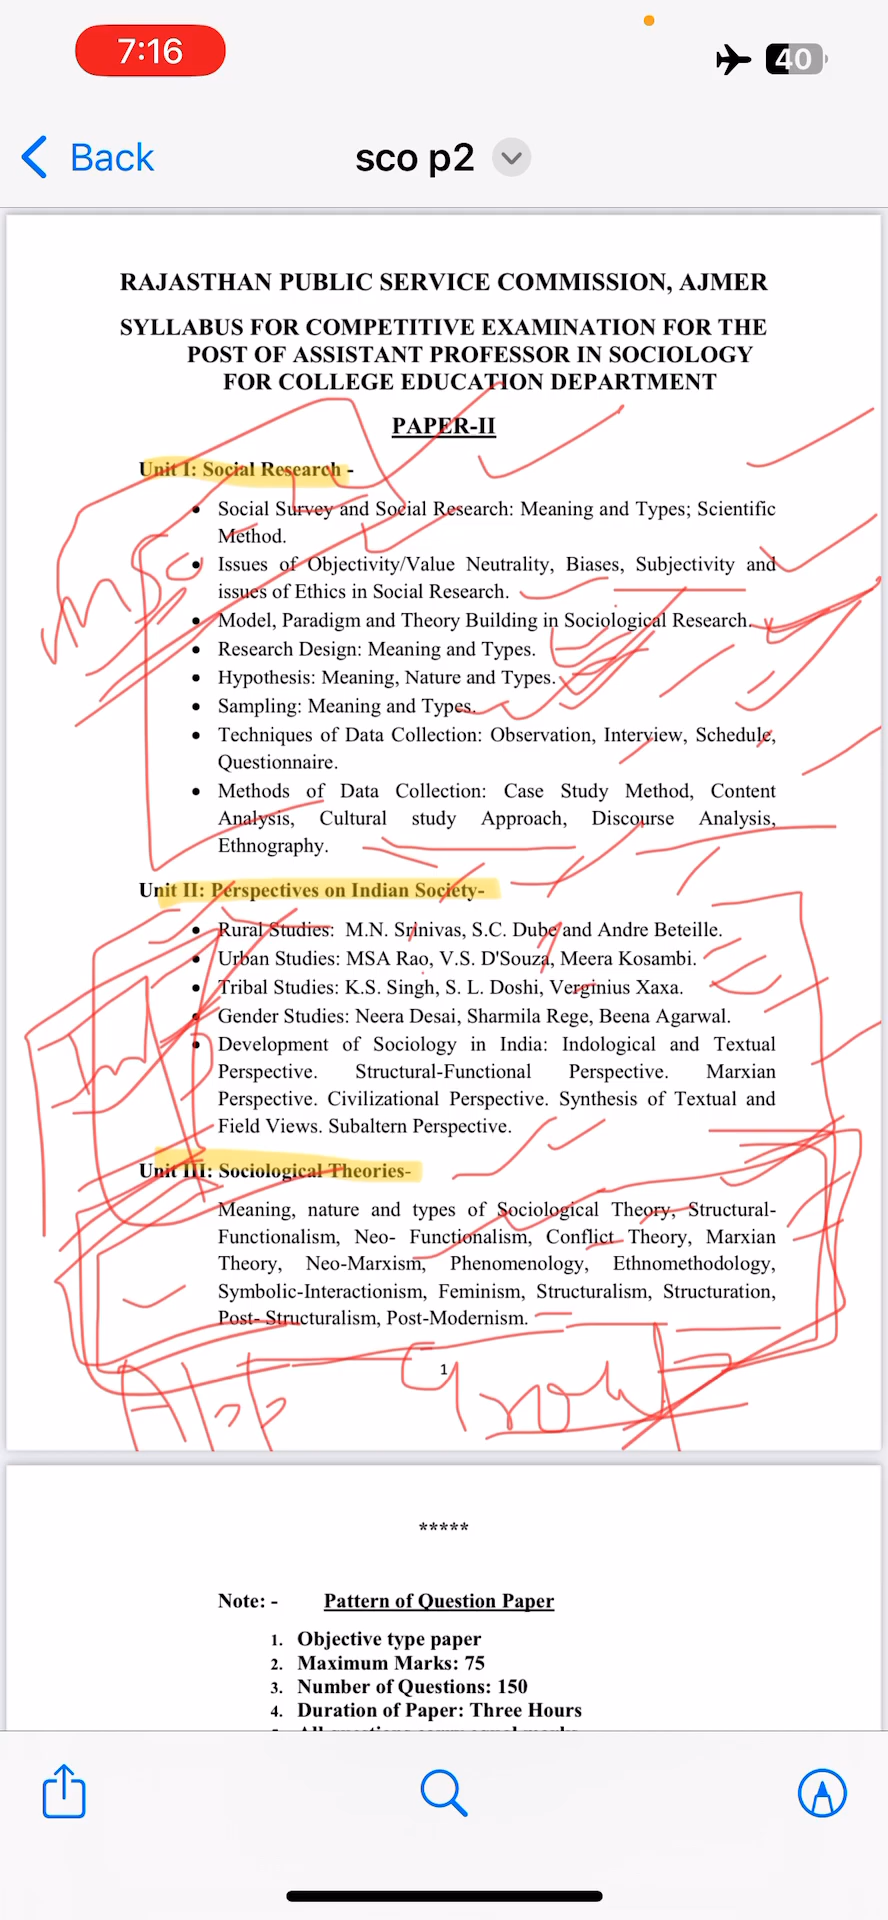 7:16
40
Back
sco p2
RAJASTHAN PUBLIC SERVICE COMMISSION, AJMER
SYLLABUS FOR COMPETITIVE EXAMINATION FOR THE
POST OF ASSISTANT PROFESSOR IN SOCIOLOGY
FOR COLLEGE EDUCATION DEPARTMENT
PAPER-II
Unit I: Social Research -
• Social Survey and Social Research: Meaning and Types; Scientific
Method.
• Issues of Objectivity/Value Neutrality, Biases, Subjectivity and
issues of Ethics in Social Research.
• Model, Paradigm and Theory Building in Sociological Research.
• Research Design: Meaning and Types.
• Hypothesis: Meaning, Nature and Types.
• Sampling: Meaning and Types.
• Techniques of Data Collection: Observation, Interview, Schedule,
Questionnaire.
• Methods of Data Collection: Case Study Method, Content
Analysis, Cultural study Approach, Discourse Analysis,
Ethnography.
Unit II: Perspectives on Indian Society-
• Rural Studies: M.N. Srinivas, S.C. Dube and Andre Beteille.
• Urban Studies: MSA Rao, V.S. D'Souza, Meera Kosambi.
• Tribal Studies: K.S. Singh, S. L. Doshi, Verginius Xaxa.
• Gender Studies: Neera Desai, Sharmila Rege, Beena Agarwal.
• Development of Sociology in India: Indological and Textual
Perspective. Structural-Functional Perspective. Marxian
Perspective. Civilizational Perspective. Synthesis of Textual and
Field Views. Subaltern Perspective.
Unit III: Sociological Theories-
Meaning, nature and types of Sociological Theory, Structural-
Functionalism, Neo- Functionalism, Conflict Theory, Marxian
Theory, Neo-Marxism, Phenomenology, Ethnomethodology,
Symbolic-Interactionism, Feminism, Structuralism, Structuration,
Post- Structuralism, Post-Modernism.
1
App
*****
Note: - Pattern of Question Paper
1. Objective type paper
2. Maximum Marks: 75
3. Number of Questions: 150
4. Duration of Paper: Three Hours